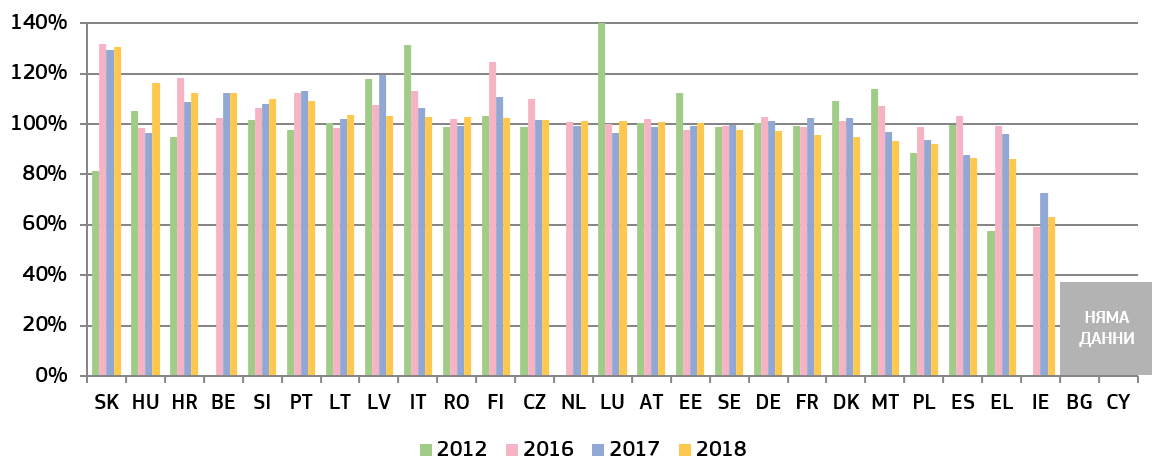 140%
120%
100%
80%
60%
40%
20%
0%
НЯМА
ДАННИ
SK HU HR BE SI PT LT LV IT RO FI CZ NL LU AT EE SE DE FR DK MT PL ES EL IE BG CY
2012 2016 2017 2018